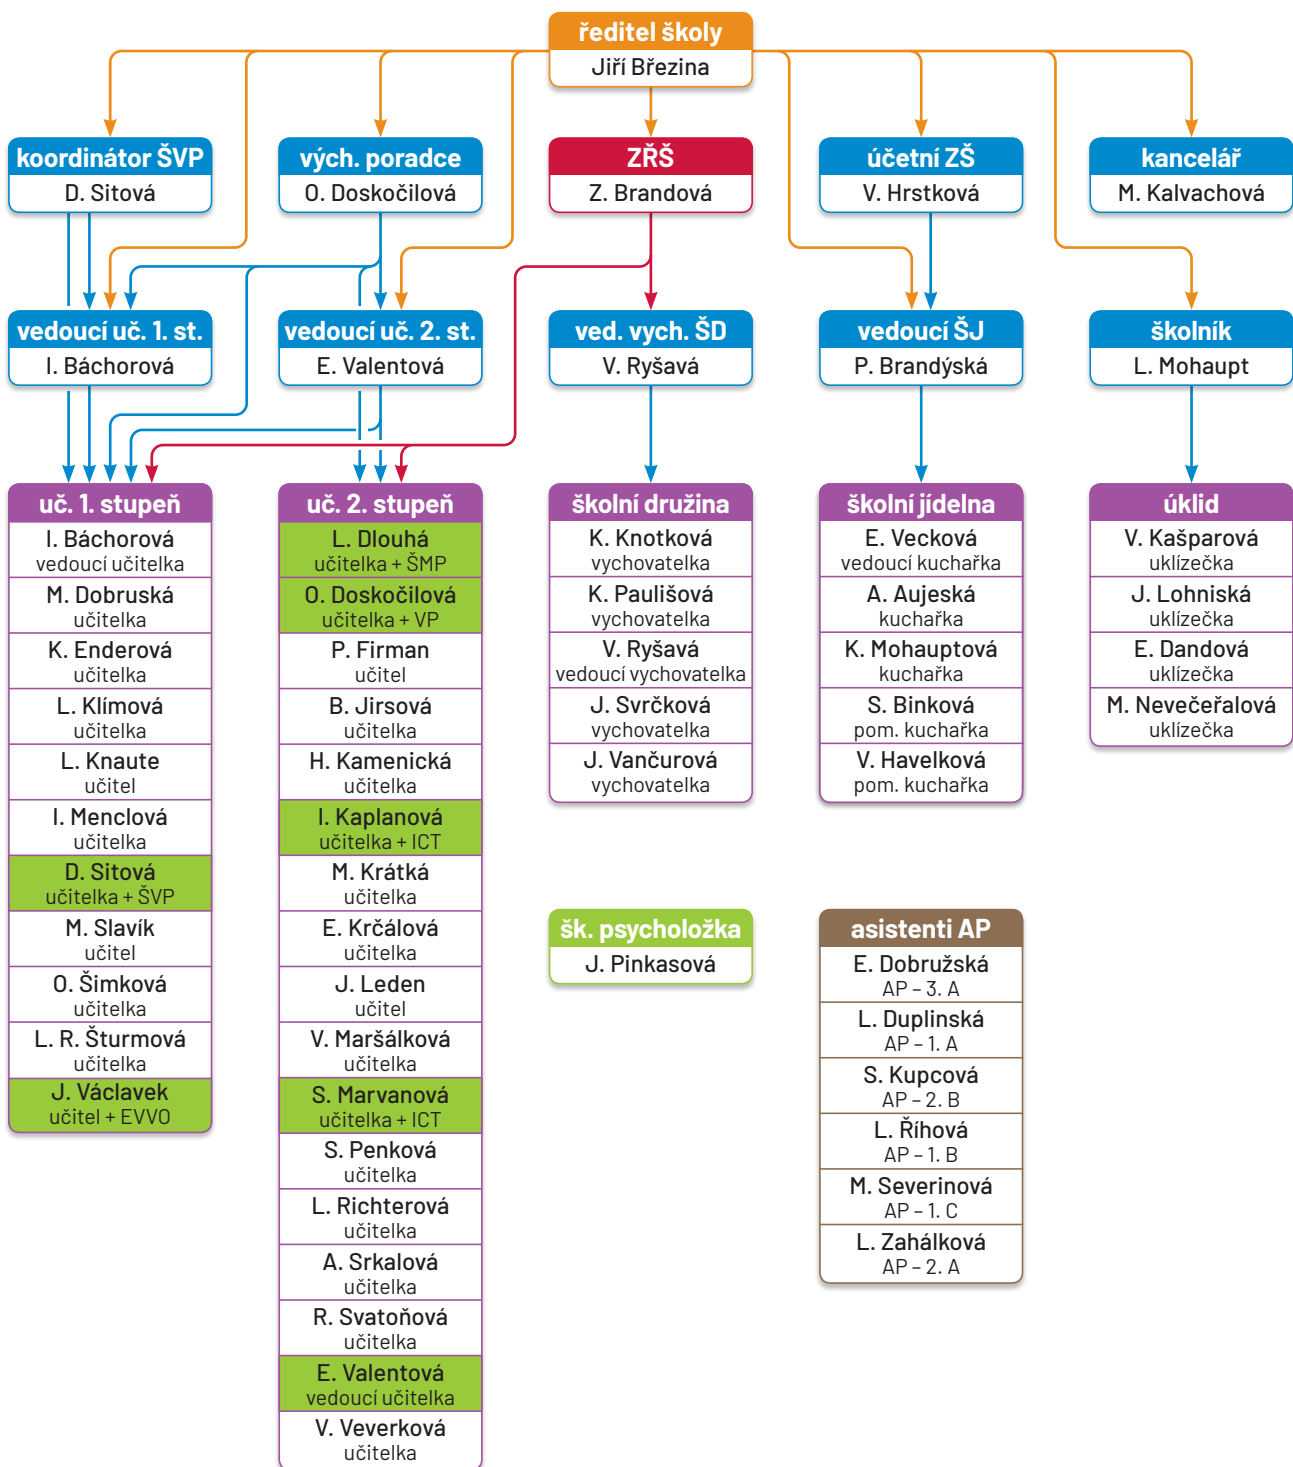 ředitel školy
Jiří Březina
koordinátor ŠVP
D. Sitová
vých. poradce
O. Doskočilová
ZŘŠ
Z. Brandová
účetní ZŠ
V. Hrstková
kancelář
M. Kalvachová
vedoucí uč. 1. st.
I. Báchorová
vedoucí uč. 2. st.
E. Valentová
ved. vych. ŠD
V. Ryšavá
vedoucí ŠJ
P. Brandýská
školník
L. Mohaupt
uč. 1. stupeň
I. Báchorová
vedoucí učitelka
M. Dobruská
učitelka
K. Enderová
učitelka
L. Klímová
učitelka
L. Knaute
učitel
I. Menclová
učitelka
D. Sitová
učitelka + ŠVP
M. Slavík
učitel
O. Šimková
učitelka
L. R. Šturmová
učitelka
J. Václavek
učitel + EVVO
uč. 2. stupeň
L. Dlouhá
učitelka + ŠMP
O. Doskočilová
učitelka + VP
P. Firman
učitel
B. Jirsová
učitelka
H. Kamenická
učitelka
I. Kaplanová
učitelka + ICT
M. Krátká
učitelka
E. Krčálová
učitelka
J. Leden
učitel
V. Maršálková
učitelka
S. Marvanová
učitelka + ICT
S. Penková
učitelka
L. Richterová
učitelka
A. Srkalová
učitelka
R. Svatoňová
učitelka
E. Valentová
vedoucí učitelka
V. Veverková
učitelka
školní družina
K. Knotková
vychovatelka
K. Paulišová
vychovatelka
V. Ryšavá
vedoucí vychovatelka
J. Svrčková
vychovatelka
J. Vančurová
vychovatelka
školní jídelna
E. Vecková
vedoucí kuchařka
A. Aujeská
kuchařka
K. Mohauptová
kuchařka
S. Binková
pom. kuchařka
V. Havelková
pom. kuchařka
úklid
V. Kašparová
uklízečka
J. Lohniská
uklízečka
E. Dandová
uklízečka
M. Nevečeřalová
uklízečka
šk. psycholožka
J. Pinkasová
asistenti AP
E. Dobružská
AP – 3. A
L. Duplinská
AP – 1. A
S. Kupcová
AP – 2. B
L. Říhová
AP – 1. B
M. Severinová
AP – 1. C
L. Zahálková
AP – 2. A